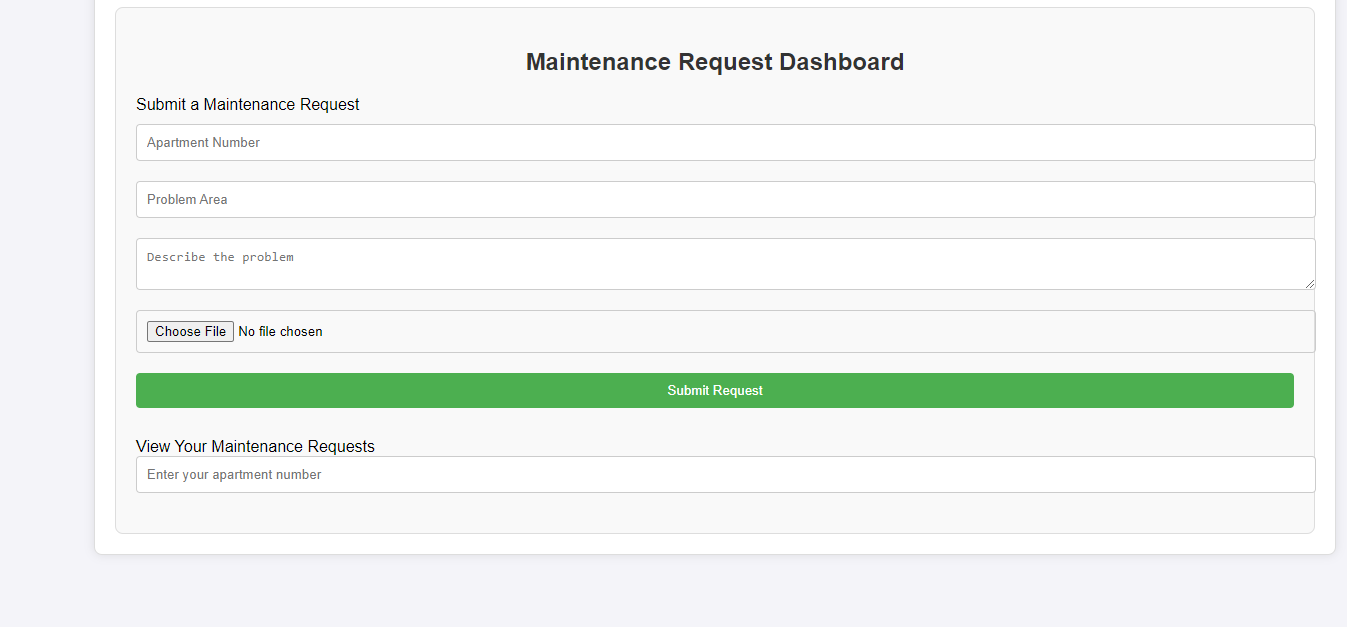 Maintenance Request Dashboard
Submit a Maintenance Request
Apartment Number
Problem Area
Describe the problem
Choose File No file chosen
Submit Request
View Your Maintenance Requests
Enter your apartment number